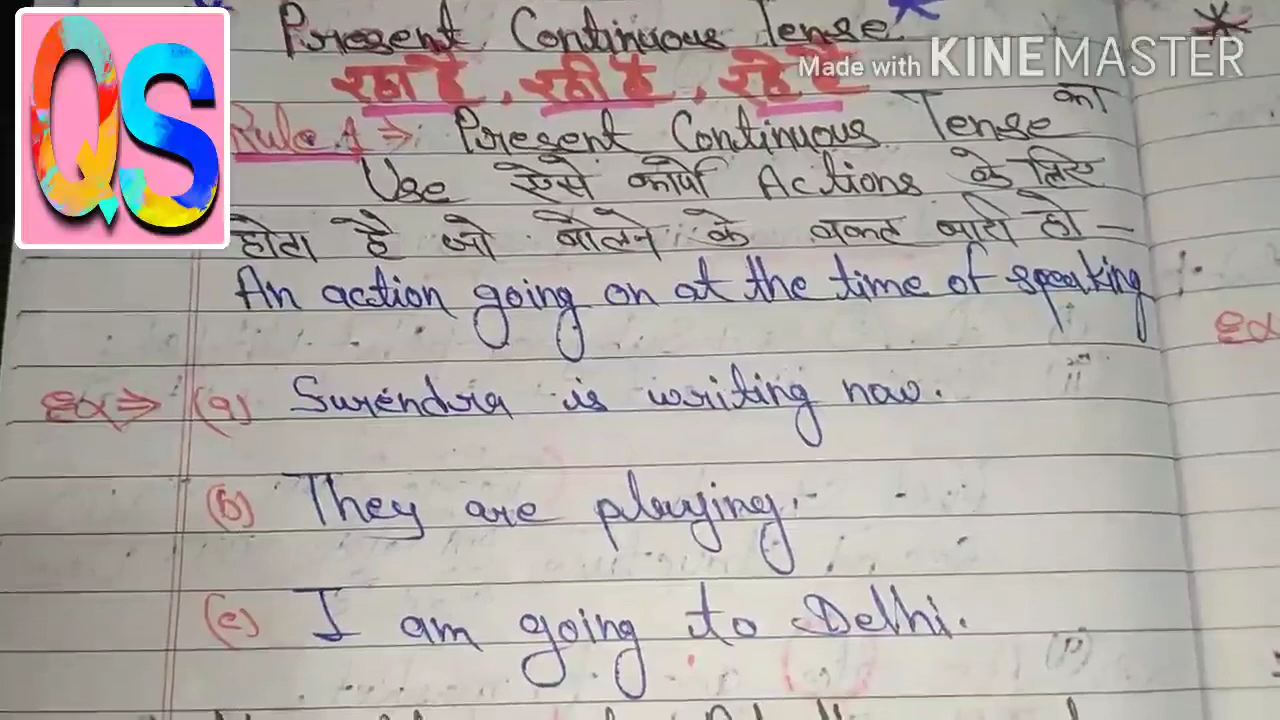 QS
Present Continuous Tense
Made with KINEMASTER
रहा है, रही है, रहे है
Rule 1 ⇒ Present Continuous Tense का
Use ऐसे कार्यो Actions के लिए
होता है जो बोलने के वक्त जारी हो —
An action going on at the time of speaking :-
Ex ⇒ (a) Surendra is writing now.
(b) They are playing.
(c) I am going to Delhi.
Ex